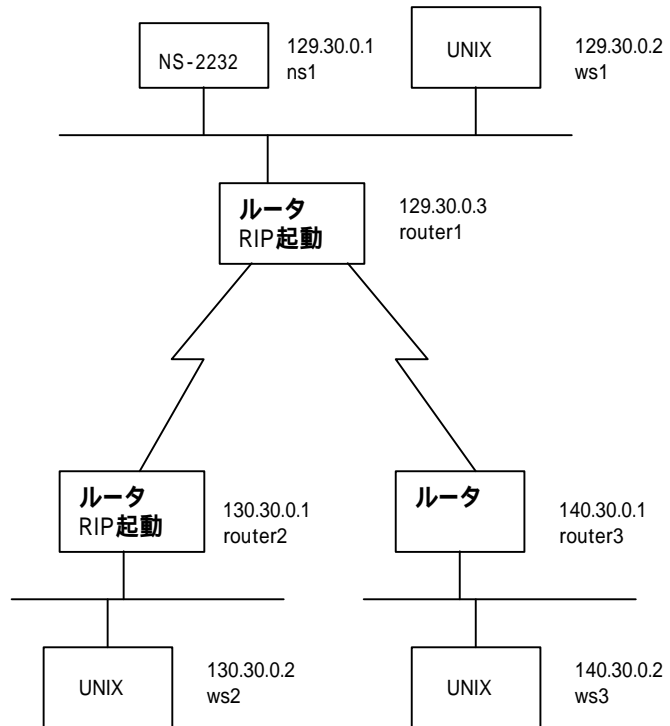 NS-2232
129.30.0.1
ns1
UNIX
129.30.0.2
ws1
ルータ
RIP起動
129.30.0.3
router1
ルータ
RIP起動
130.30.0.1
router2
ルータ
140.30.0.1
router3
UNIX
130.30.0.2
ws2
UNIX
140.30.0.2
ws3